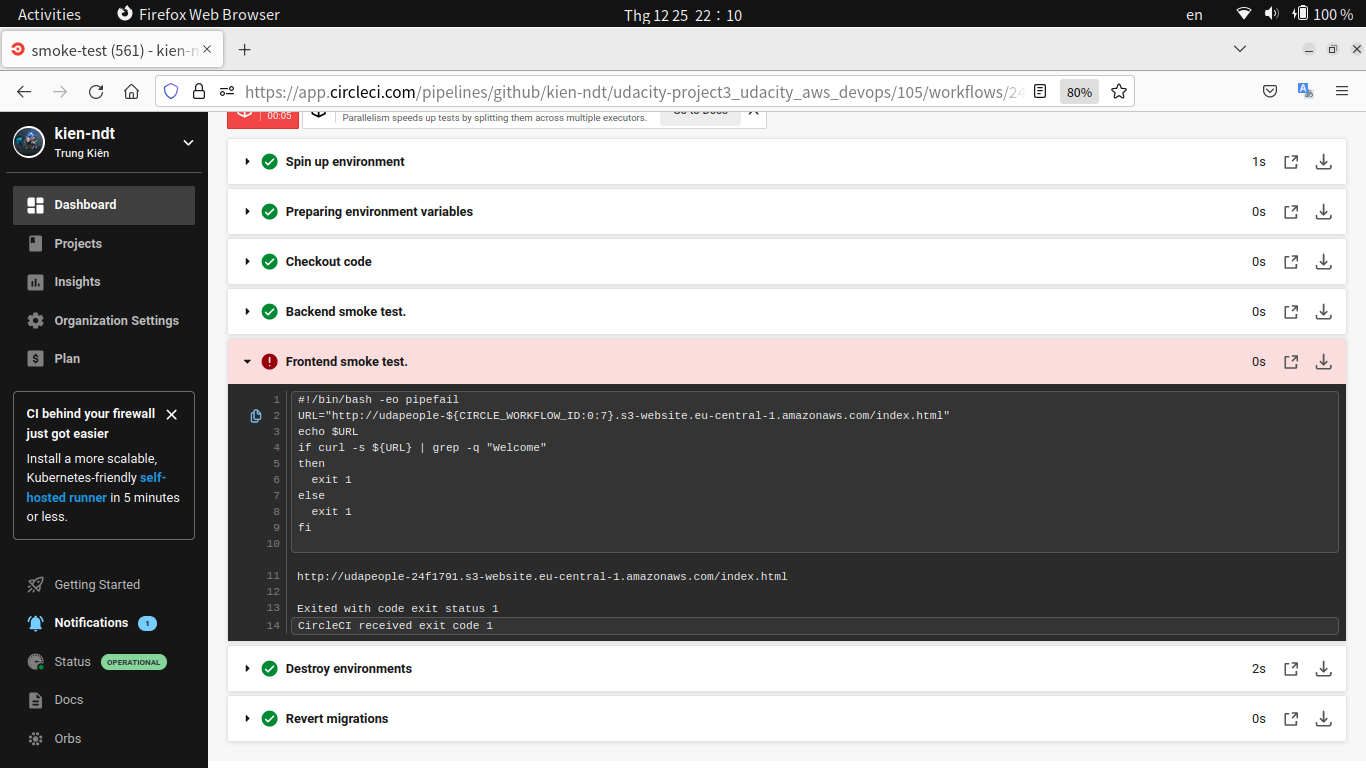 Activities
Firefox Web Browser
Thg 12 25 22 : 10
en
100 %
smoke-test (561) - kien-n
https://app.circleci.com/pipelines/github/kien-ndt/udacity-project3_udacity_aws_devops/105/workflows/24
80%
kien-ndt
Trung Kiên
Dashboard
Projects
Insights
Organization Settings
Plan
CI behind your firewall
just got easier
Install a more scalable,
Kubernetes-friendly self-
hosted runner in 5 minutes
or less.
Getting Started
Notifications 1
Status OPERATIONAL
Docs
Orbs
00:05
Parallelism speeds up tests by splitting them across multiple executors.
Go to Docs
Spin up environment 1s
Preparing environment variables 0s
Checkout code 0s
Backend smoke test. 0s
Frontend smoke test. 0s
1 #!/bin/bash -eo pipefail
2 URL="http://udapeople-${CIRCLE_WORKFLOW_ID:0:7}.s3-website.eu-central-1.amazonaws.com/index.html"
3 echo $URL
4 if curl -s ${URL} | grep -q "Welcome"
5 then
6 exit 1
7 else
8 exit 1
9 fi
10
11 http://udapeople-24f1791.s3-website.eu-central-1.amazonaws.com/index.html
12
13 Exited with code exit status 1
14 CircleCI received exit code 1
Destroy environments 2s
Revert migrations 0s